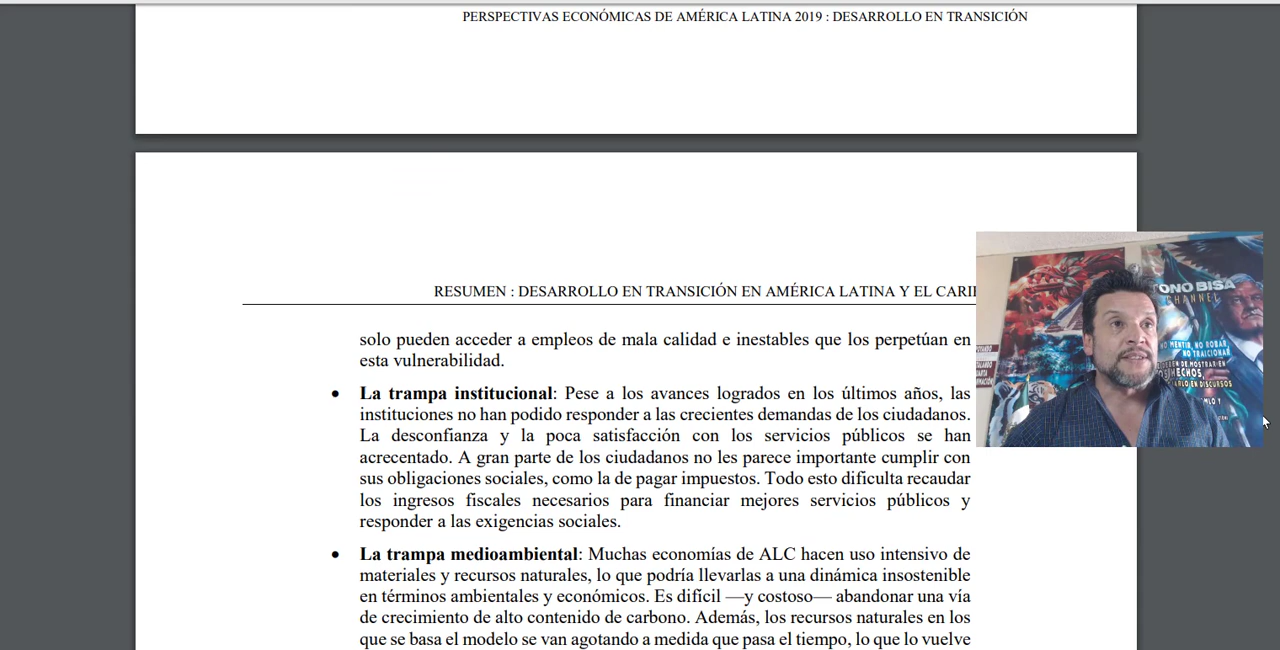 PERSPECTIVAS ECONÓMICAS DE AMÉRICA LATINA 2019 : DESARROLLO EN TRANSICIÓN
RESUMEN : DESARROLLO EN TRANSICIÓN EN AMÉRICA LATINA Y EL
solo pueden acceder a empleos de mala calidad e inestables que los perpetúan en
esta vulnerabilidad.
• La trampa institucional: Pese a los avances logrados en los últimos años, las
instituciones no han podido responder a las crecientes demandas de los ciudadanos.
La desconfianza y la poca satisfacción con los servicios públicos se han
acrecentado. A gran parte de los ciudadanos no les parece importante cumplir con
sus obligaciones sociales, como la de pagar impuestos. Todo esto dificulta recaudar
los ingresos fiscales necesarios para financiar mejores servicios públicos y
responder a las exigencias sociales.
• La trampa medioambiental: Muchas economías de ALC hacen uso intensivo de
materiales y recursos naturales, lo que podría llevarlas a una dinámica insostenible
en términos ambientales y económicos. Es difícil —y costoso— abandonar una vía
de crecimiento de alto contenido de carbono. Además, los recursos naturales en los
que se basa el modelo se van agotando a medida que pasa el tiempo, lo que lo vuelve
TONO BISA
CHANNEL
NO MENTIR, NO ROBAR,
NO TRAICIONAR
HECHOS,
DISCURSOS